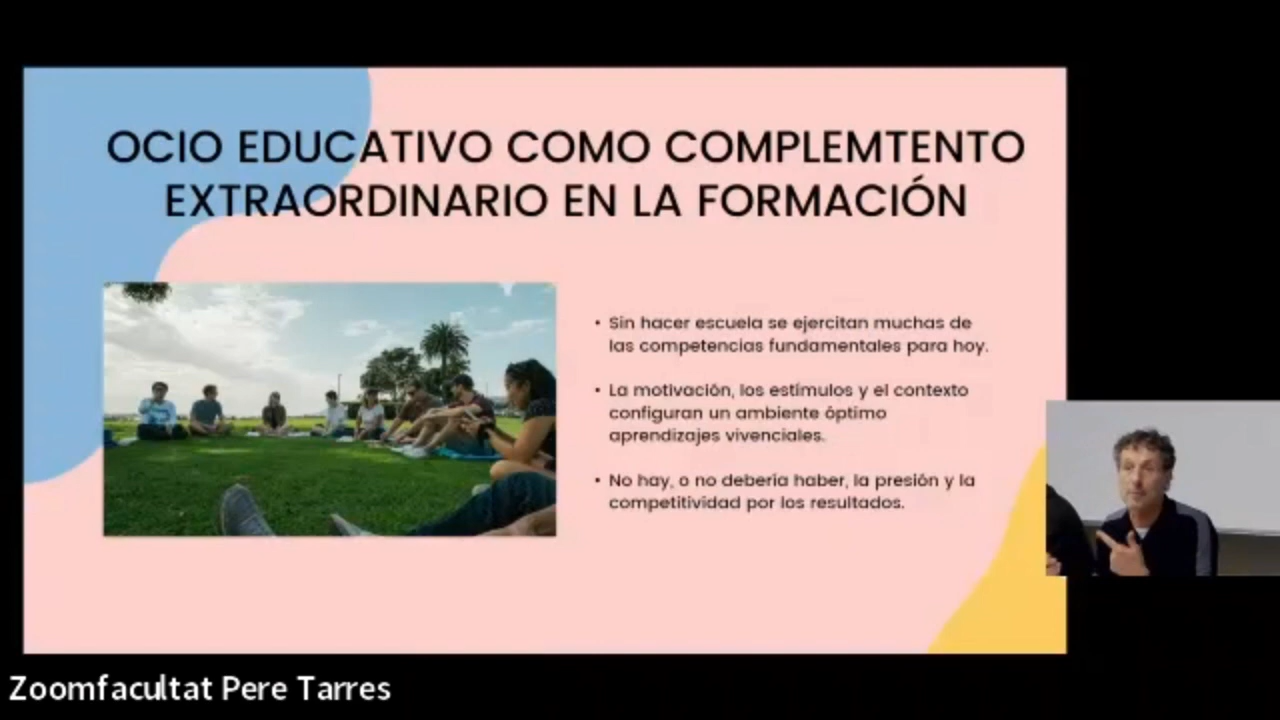 OCIO EDUCATIVO COMO COMPLEMTENTO
EXTRAORDINARIO EN LA FORMACIÓN
• Sin hacer escuela se ejercitan muchas de
las competencias fundamentales para hoy.
• La motivación, los estímulos y el contexto
configuran un ambiente óptimo
aprendizajes vivenciales.
• No hay, o no debería haber, la presión y la
competitividad por los resultados.
Zoomfacultat Pere Tarres